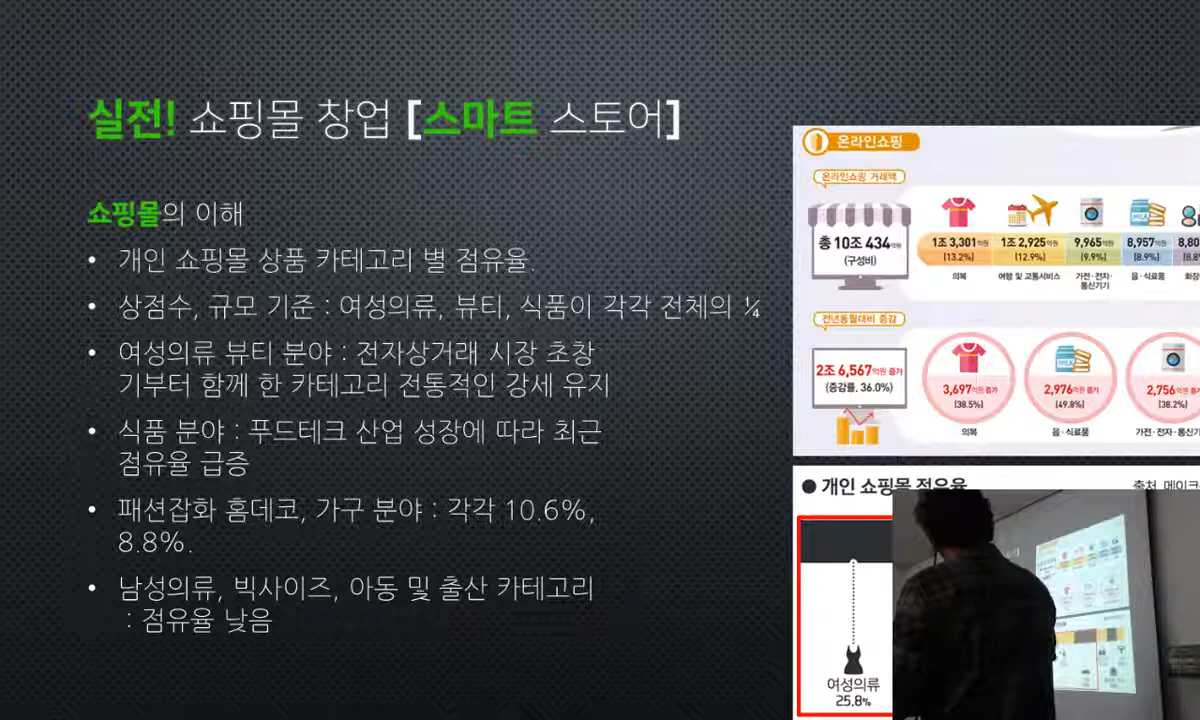 실전! 쇼핑몰 창업 [스마트 스토어]
쇼핑몰의 이해
• 개인 쇼핑몰 상품 카테고리 별 점유율.
• 상점수, 규모 기준 : 여성의류, 뷰티, 식품이 각각 전체의 ¼
• 여성의류 뷰티 분야 : 전자상거래 시장 초창
기부터 함께 한 카테고리 전통적인 강세 유지
• 식품 분야 : 푸드테크 산업 성장에 따라 최근
점유율 급증
• 패션잡화 홈데코, 가구 분야 : 각각 10.6%,
8.8%.
• 남성의류, 빅사이즈, 아동 및 출산 카테고리
: 점유율 낮음
온라인쇼핑
온라인쇼핑 거래액
총 10조 434억원
(구성비)
1조 3,301억원 1조 2,925억원 9,965억원 8,957억원 8,80
(13.2%) (12.9%) (9.9%) (8.9%) (8.8%
의복 여행 및 교통서비스 가전·전자· 음·식료품 화장
통신기기
전년동월대비 증감
2조 6,567억원 증가
(증감률, 36.0%)
3,697억원 증가 2,976억원 증가 2,756억원 증가
(38.5%) (49.8%) (38.2%)
의복 음·식료품 가전·전자·통신기
● 개인 쇼핑몰 점유율
출처 메이크
여성의류
25.8%